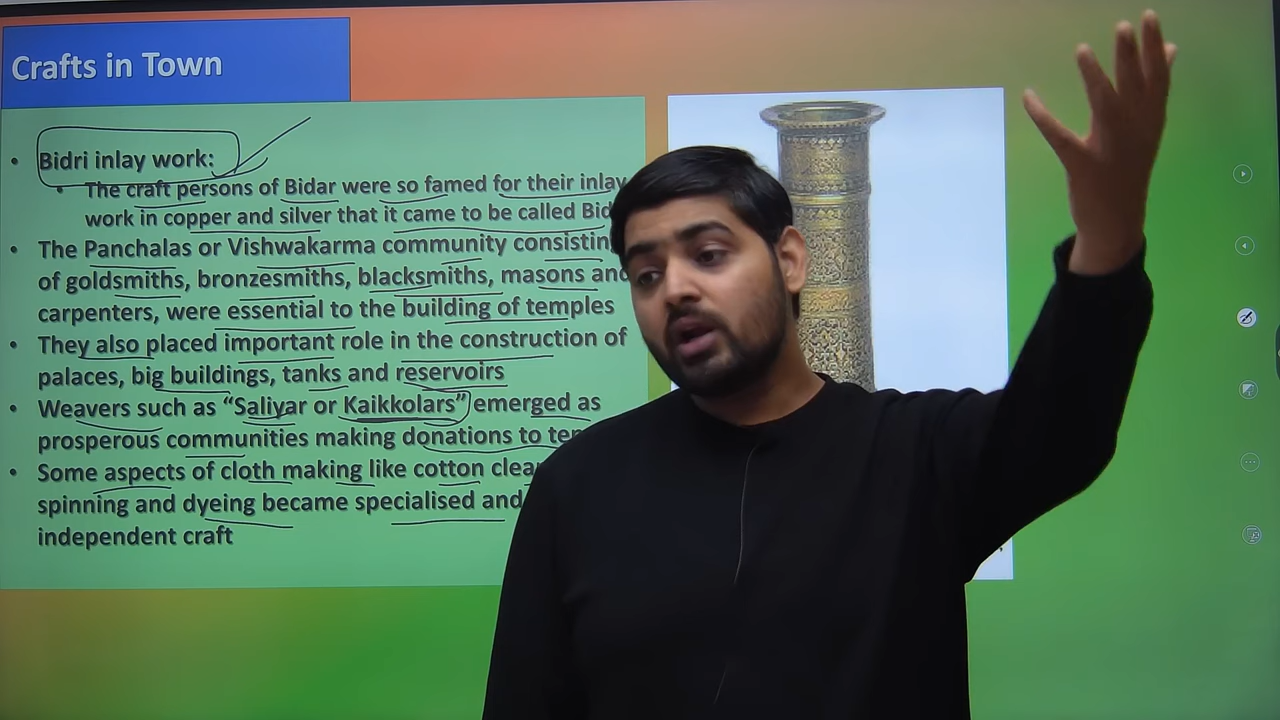 Crafts in Town
• Bidri inlay work:
• The craft persons of Bidar were so famed for their inlay
work in copper and silver that it came to be called
• The Panchalas or Vishwakarma community
of goldsmiths, bronzesmiths, blacksmiths, masons and
carpenters, were essential to the building of temples
• They also placed important role in the construction of
palaces, big buildings, tanks and reservoirs
• Weavers such as “Saliyar or Kaikkolars” emerged as
prosperous communities making donations to
• Some aspects of cloth making like cotton
spinning and dyeing became specialised and
independent craft